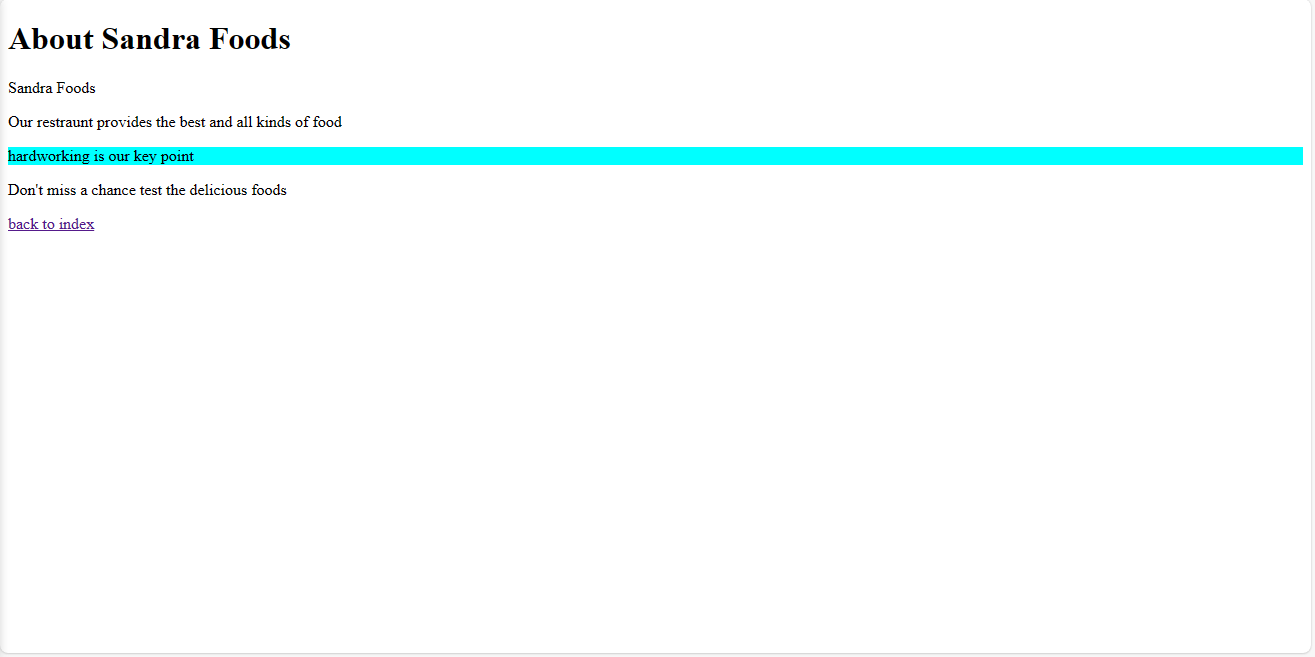 About Sandra Foods
Sandra Foods
Our restraunt provides the best and all kinds of food
hardworking is our key point
Don't miss a chance test the delicious foods
back to index